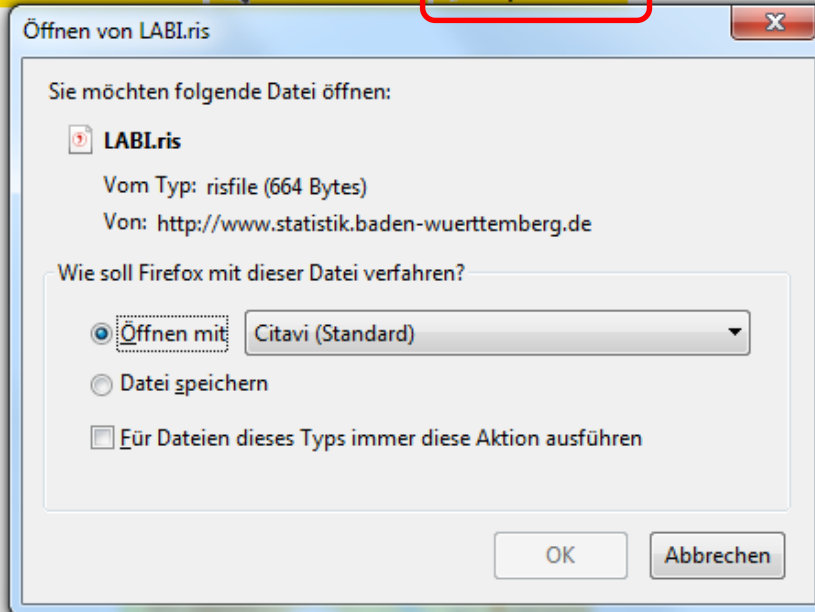 Öffnen von LABI.ris
Sie möchten folgende Datei öffnen:
LABI.ris
Vom Typ: risfile (664 Bytes)
Von: http://www.statistik.baden-wuerttemberg.de
Wie soll Firefox mit dieser Datei verfahren?
Öffnen mit Citavi (Standard)
Datei speichern
Für Dateien dieses Typs immer diese Aktion ausführen
OK Abbrechen